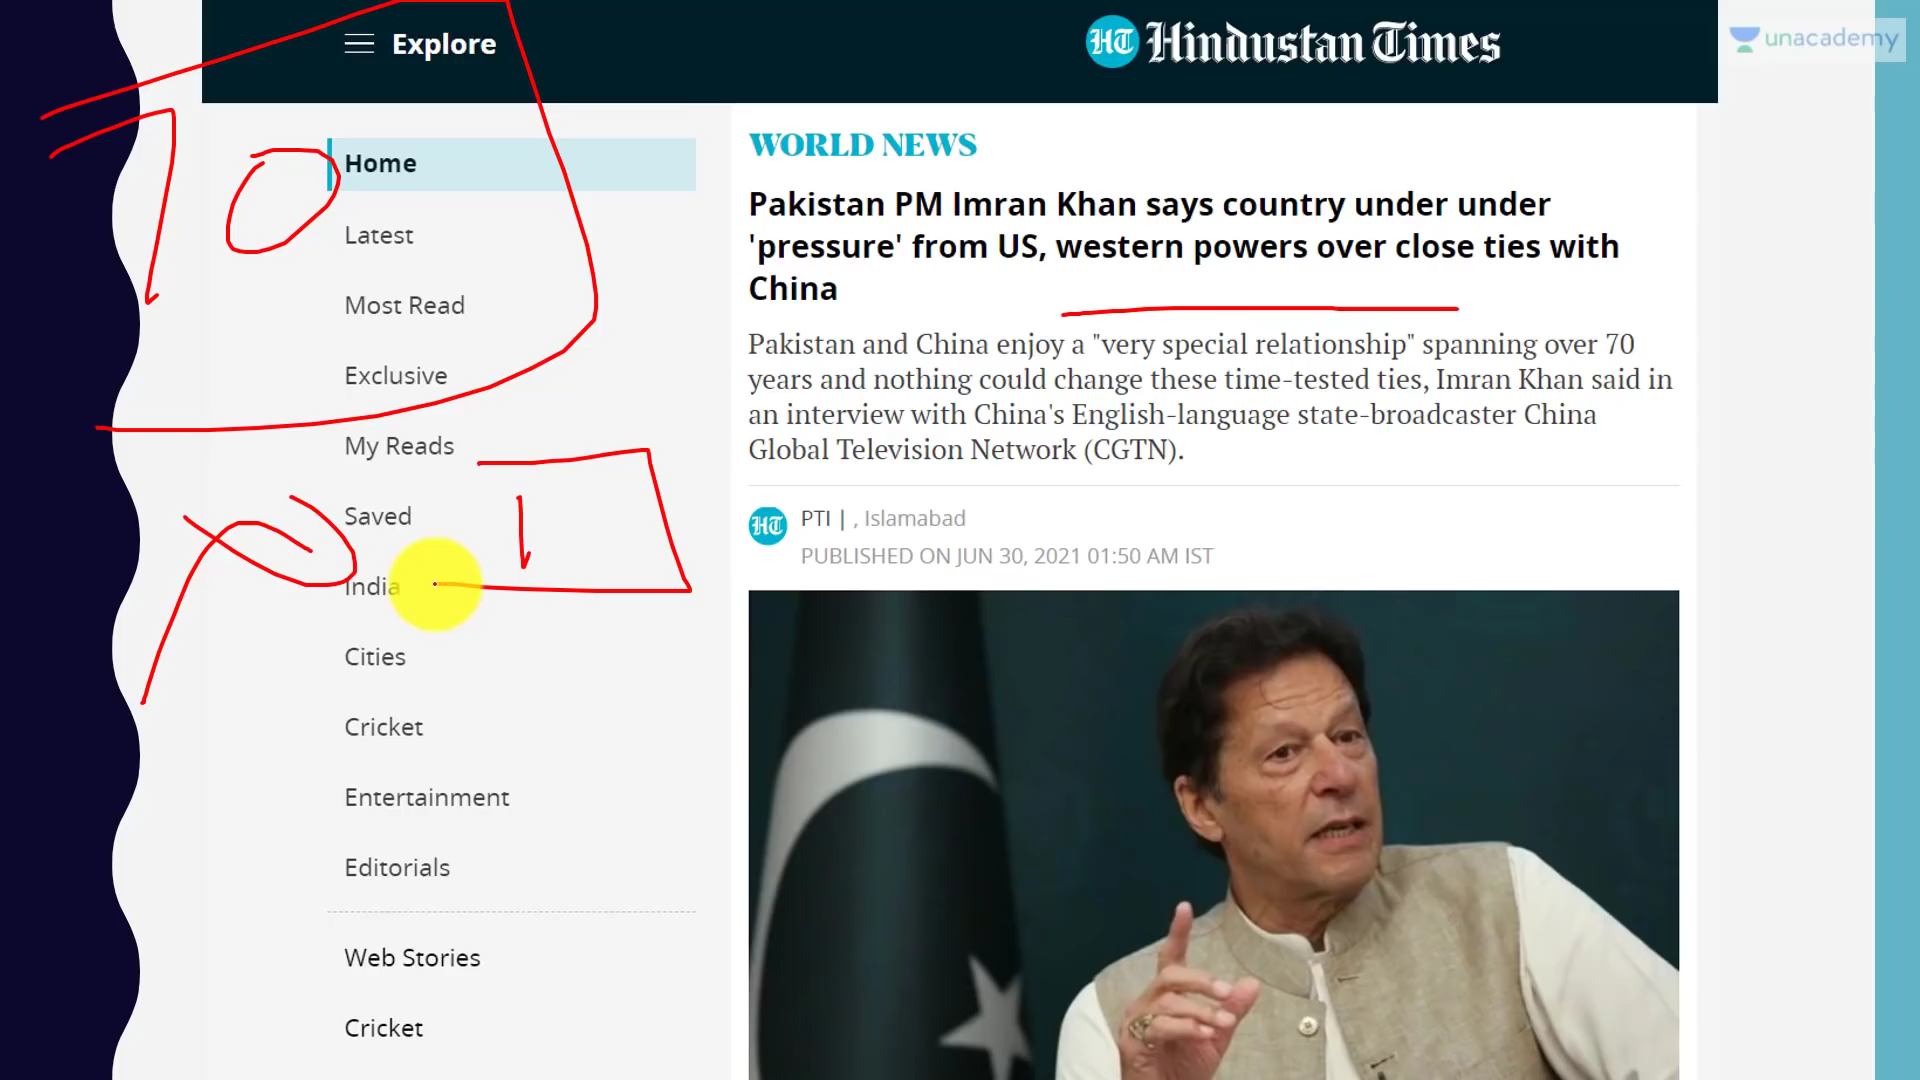 Explore
HT Hindustan Times
unacademy
Home
Latest
Most Read
Exclusive
My Reads
Saved
India
Cities
Cricket
Entertainment
Editorials
Web Stories
Cricket
WORLD NEWS
Pakistan PM Imran Khan says country under under
'pressure' from US, western powers over close ties with
China
Pakistan and China enjoy a "very special relationship" spanning over 70
years and nothing could change these time-tested ties, Imran Khan said in
an interview with China's English-language state-broadcaster China
Global Television Network (CGTN).
HT
PTI | , Islamabad
PUBLISHED ON JUN 30, 2021 01:50 AM IST